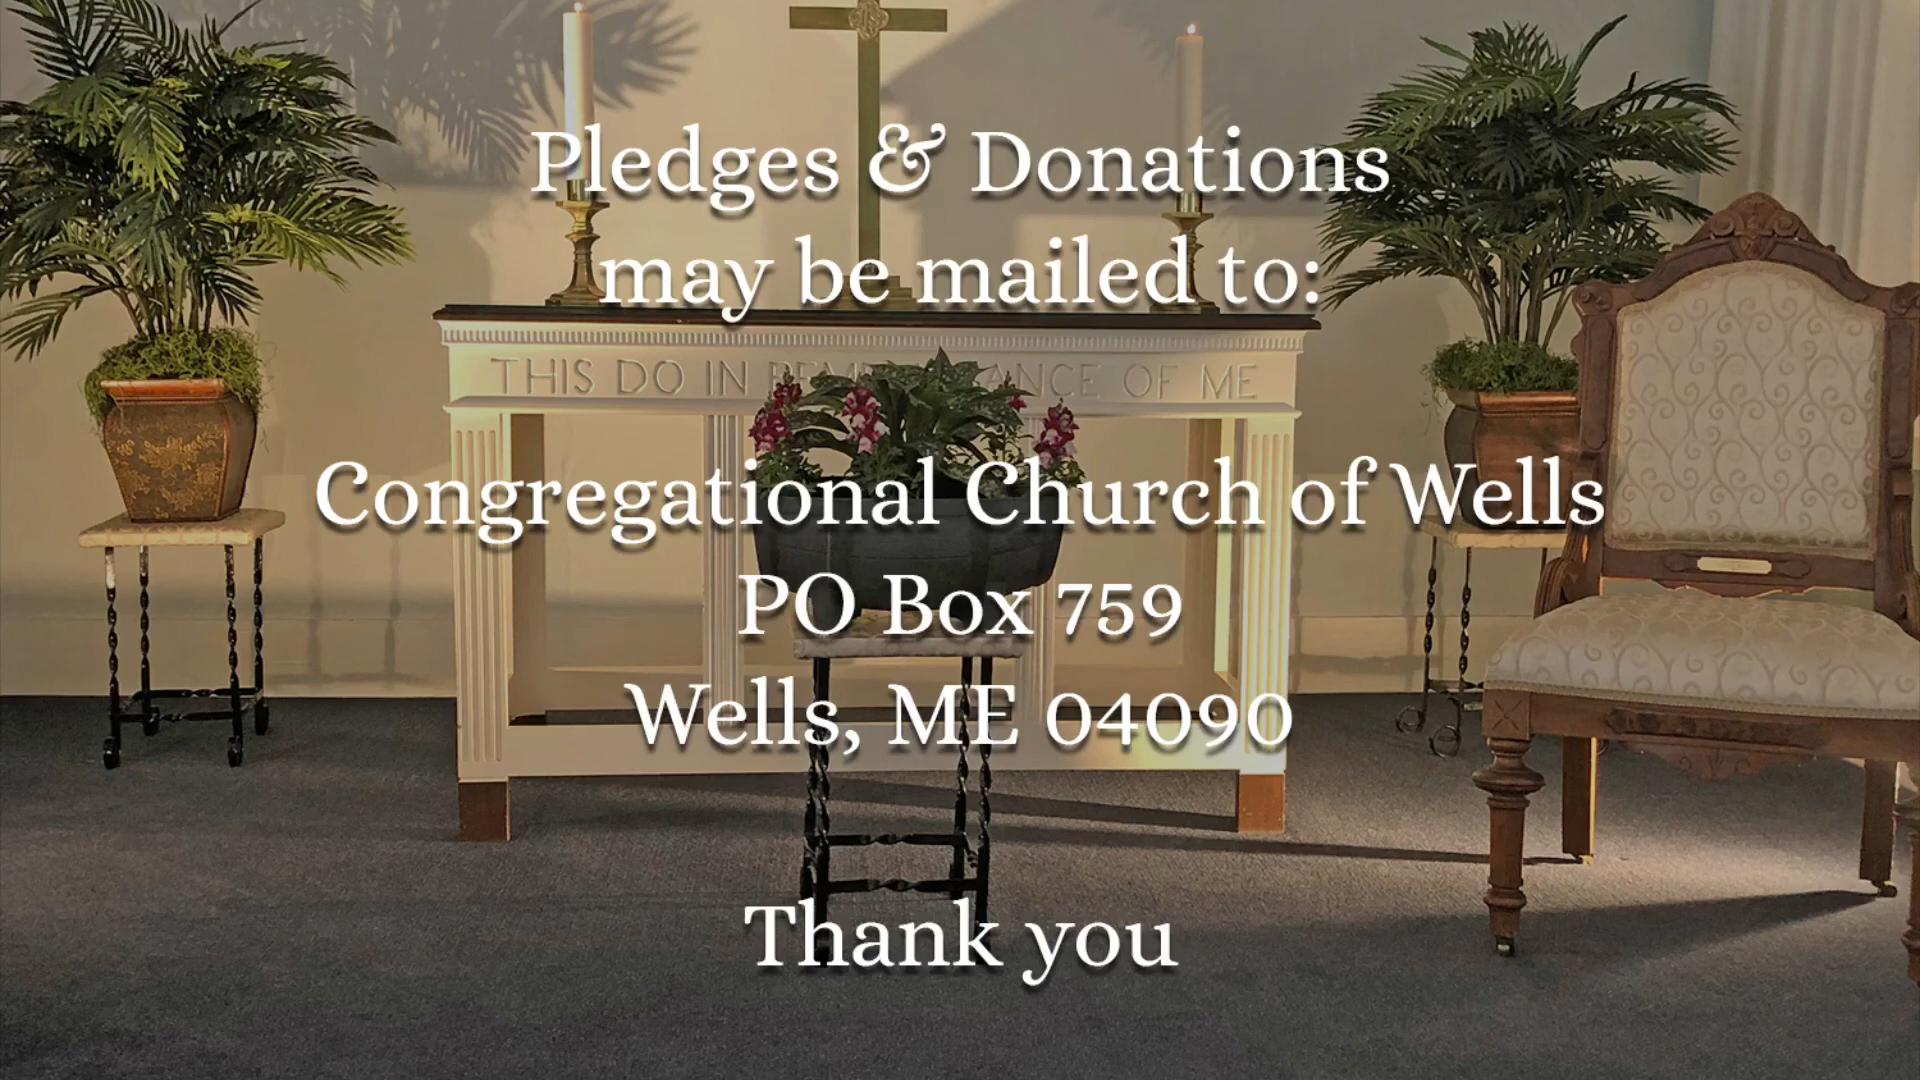 Pledges & Donations
may be mailed to:
THIS DO IN REMEMBRANCE OF ME
Congregational Church of Wells
PO Box 759
Wells, ME 04090
Thank you